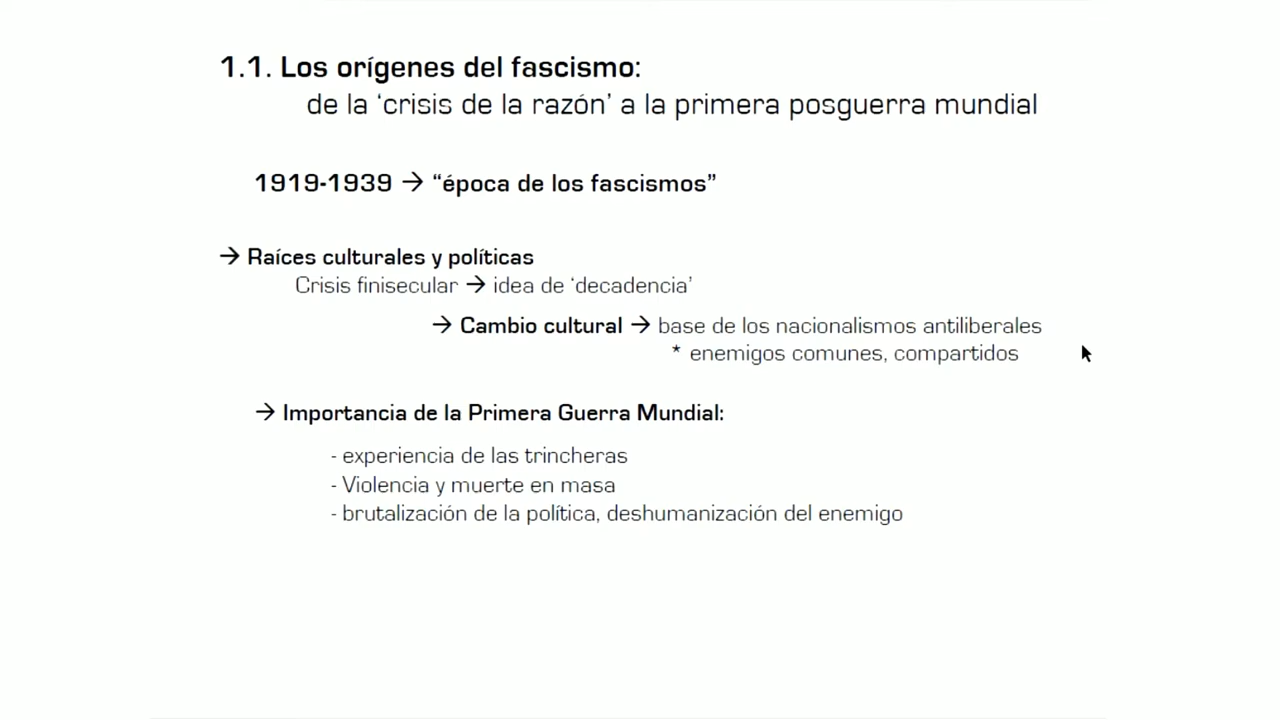 1.1. Los orígenes del fascismo:
de la ‘crisis de la razón’ a la primera posguerra mundial
1919-1939 → “época de los fascismos”
→ Raíces culturales y políticas
Crisis finisecular → idea de ‘decadencia’
→ Cambio cultural → base de los nacionalismos antiliberales
* enemigos comunes, compartidos
→ Importancia de la Primera Guerra Mundial:
- experiencia de las trincheras
- Violencia y muerte en masa
- brutalización de la política, deshumanización del enemigo